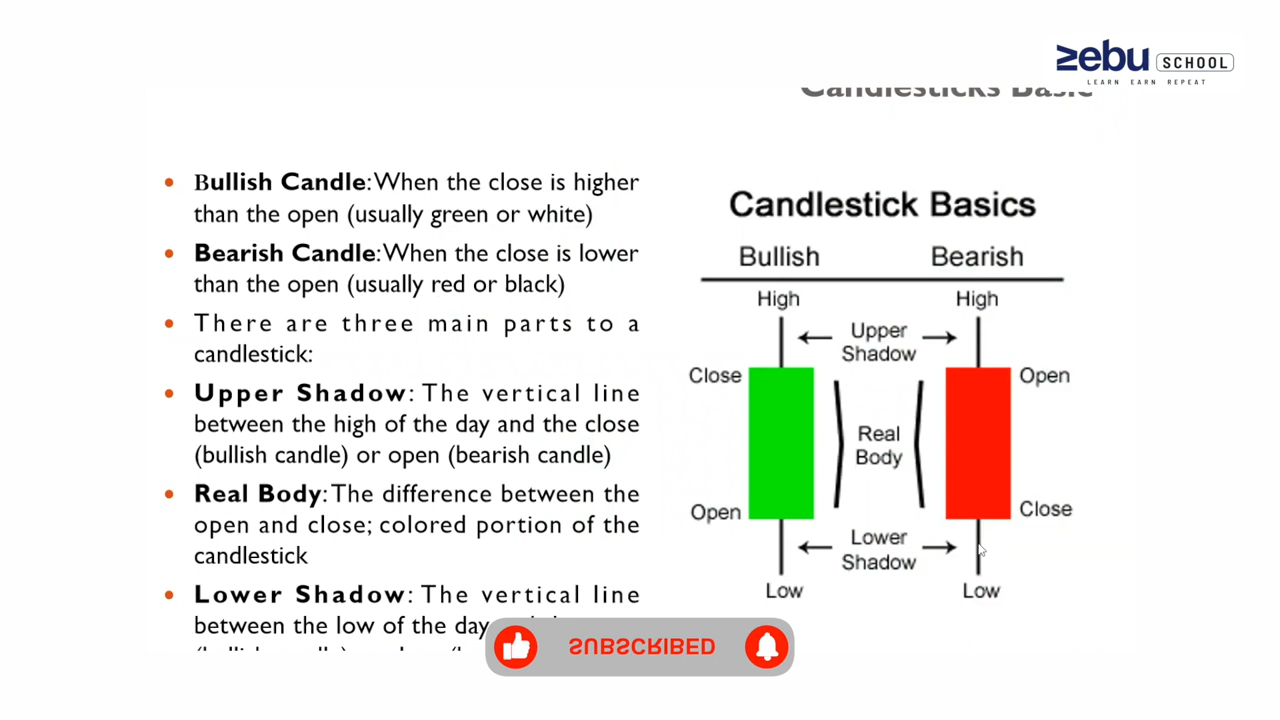 zebu SCHOOL
LEARN EARN REPEAT
Candlesticks Basic
• Bullish Candle: When the close is higher
than the open (usually green or white)
• Bearish Candle: When the close is lower
than the open (usually red or black)
• There are three main parts to a
candlestick:
• Upper Shadow: The vertical line
between the high of the day and the close
(bullish candle) or open (bearish candle)
• Real Body: The difference between the
open and close; colored portion of the
candlestick
• Lower Shadow: The vertical line
between the low of the day
Candlestick Basics
Bullish Bearish
High High
Upper
Shadow
Close Open
Real
Body
Open Close
Lower
Shadow
Low Low
SUBSCRIBED